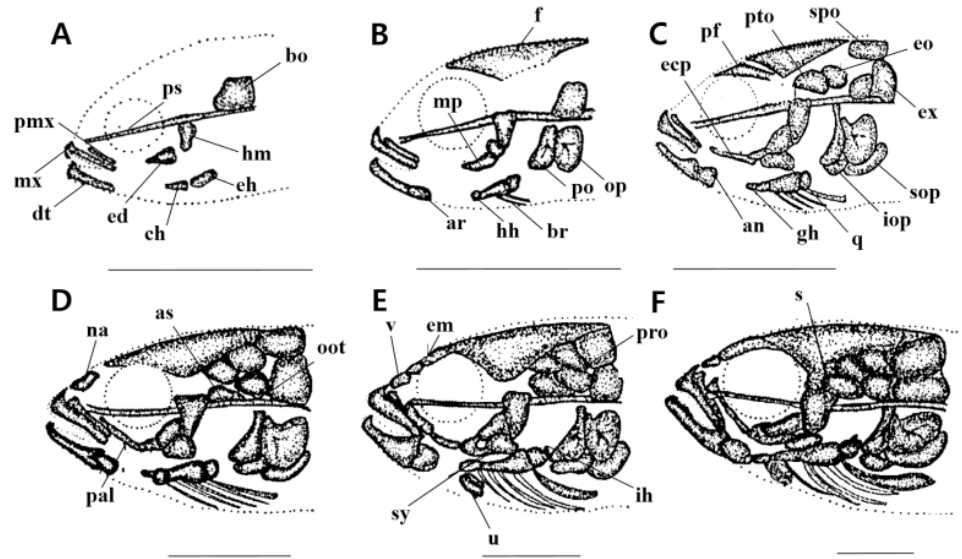 A
bo
ps
pmx
mx
dt
ed
ch
hm
eh
B
f
mp
ar
hh
br
po
op
C
pf
pto
spo
eo
ecp
ex
an
gh
q
iop
sop
D
na
as
oot
pal
E
v
em
pro
sy
u
ih
F
s